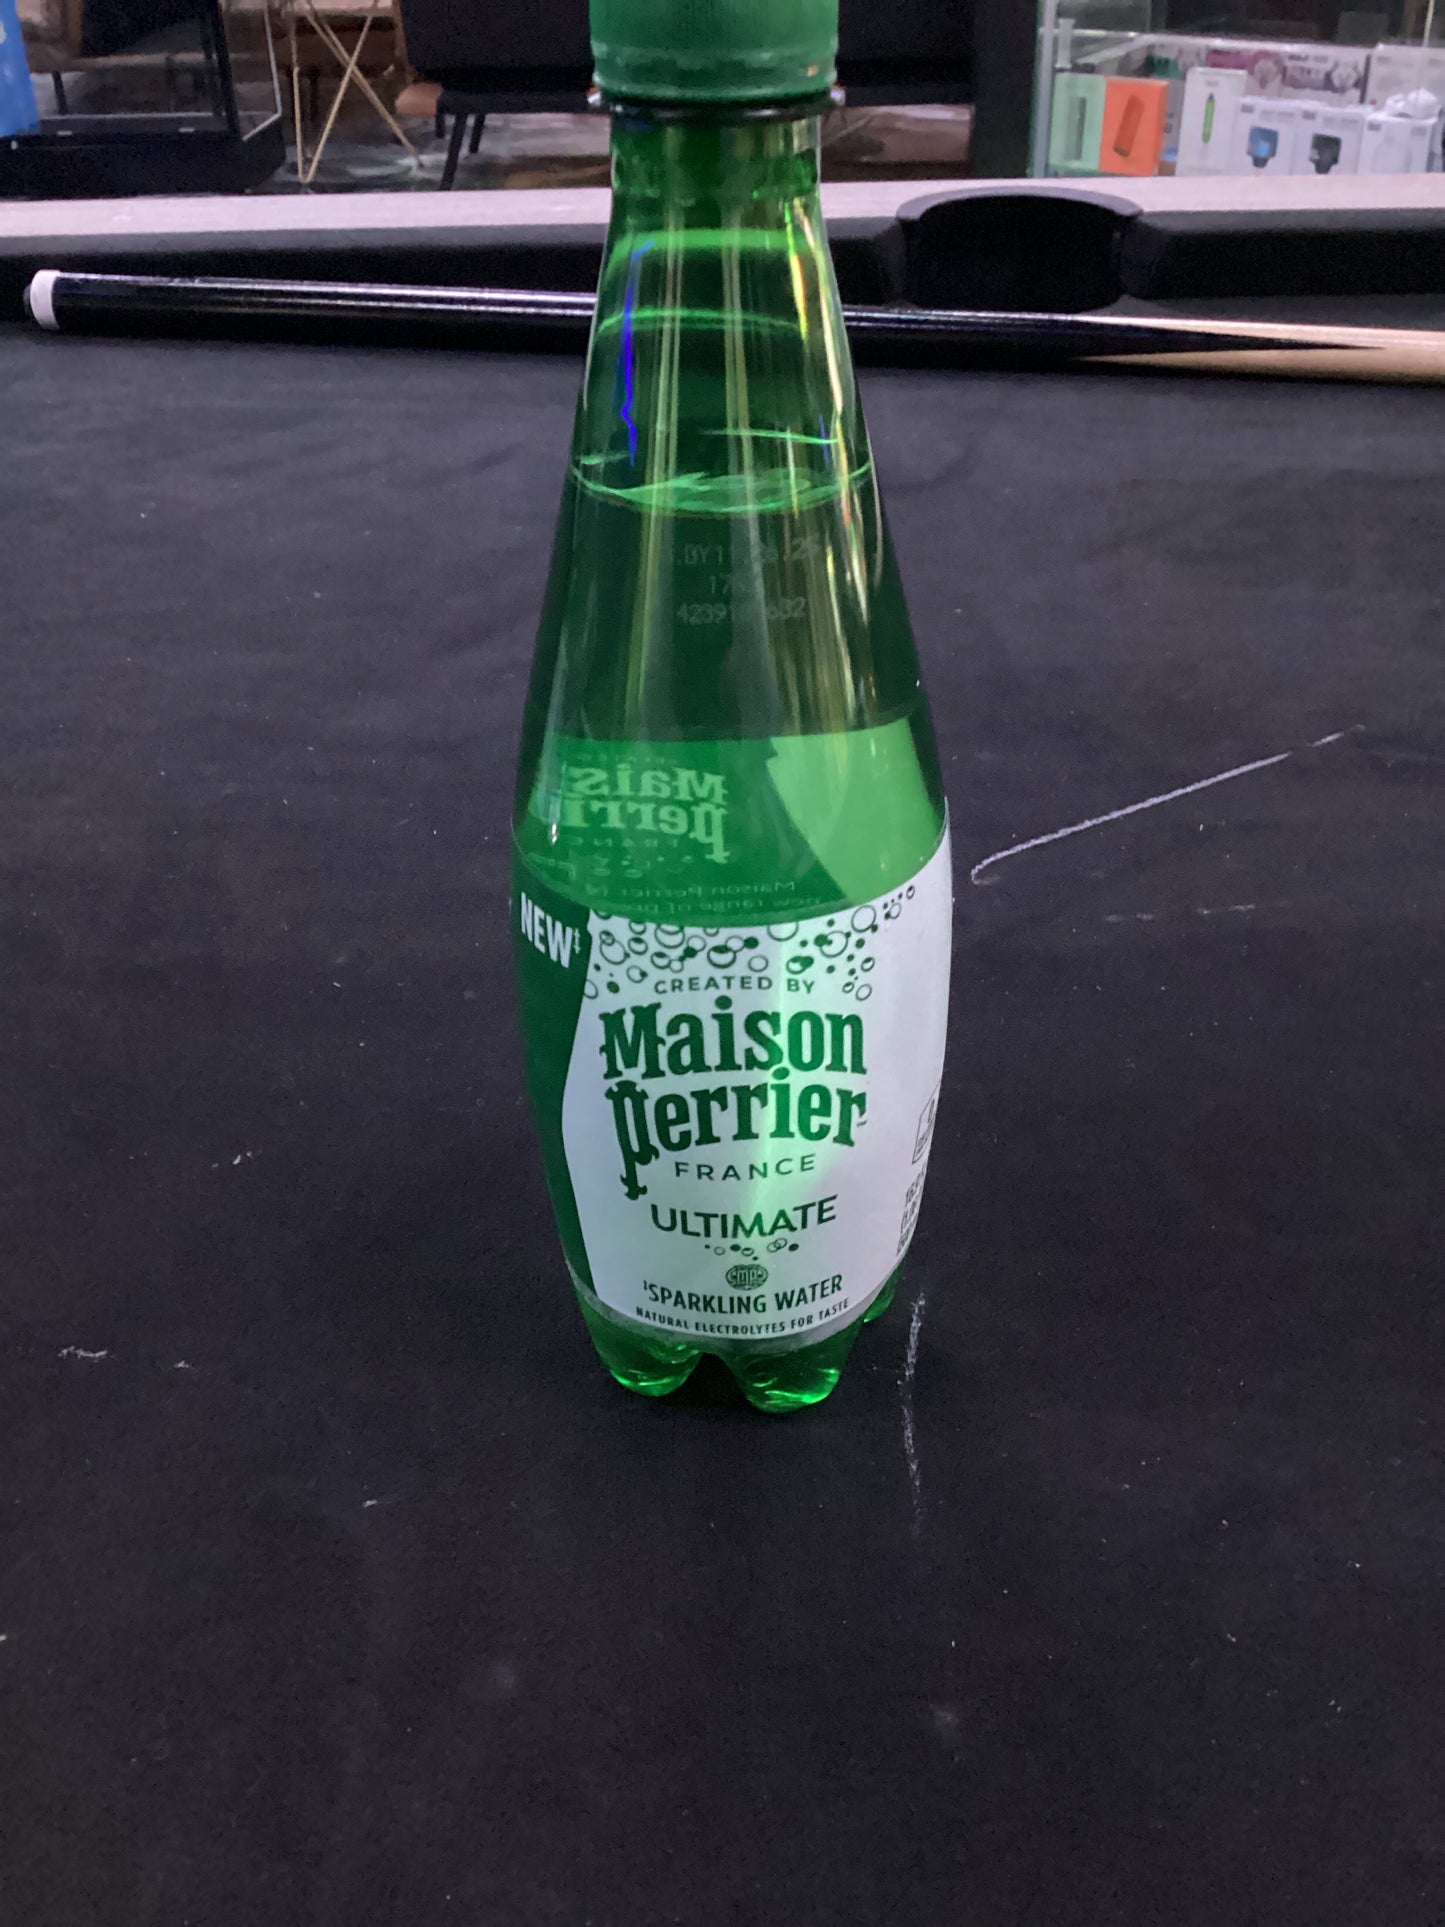 NEW‡
CREATED BY
Maison
Perrier
FRANCE
ULTIMATE
‡SPARKLING WATER
NATURAL ELECTROLYTES FOR TASTE